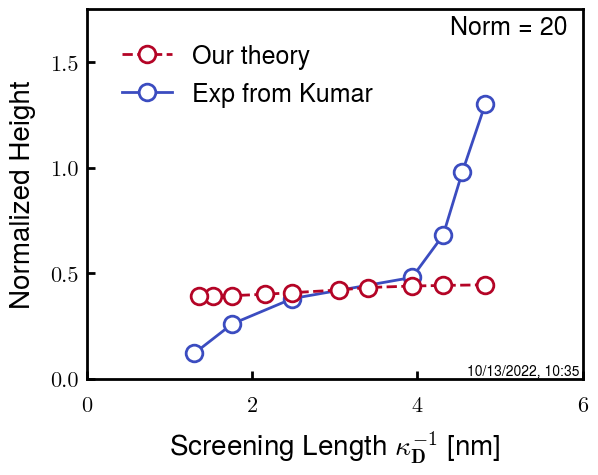 Norm = 20
Our theory
Exp from Kumar
Normalized Height
1.5
1.0
0.5
0.0
10/13/2022, 10:35
0 2 4 6
Screening Length κ_D^{-1} [nm]